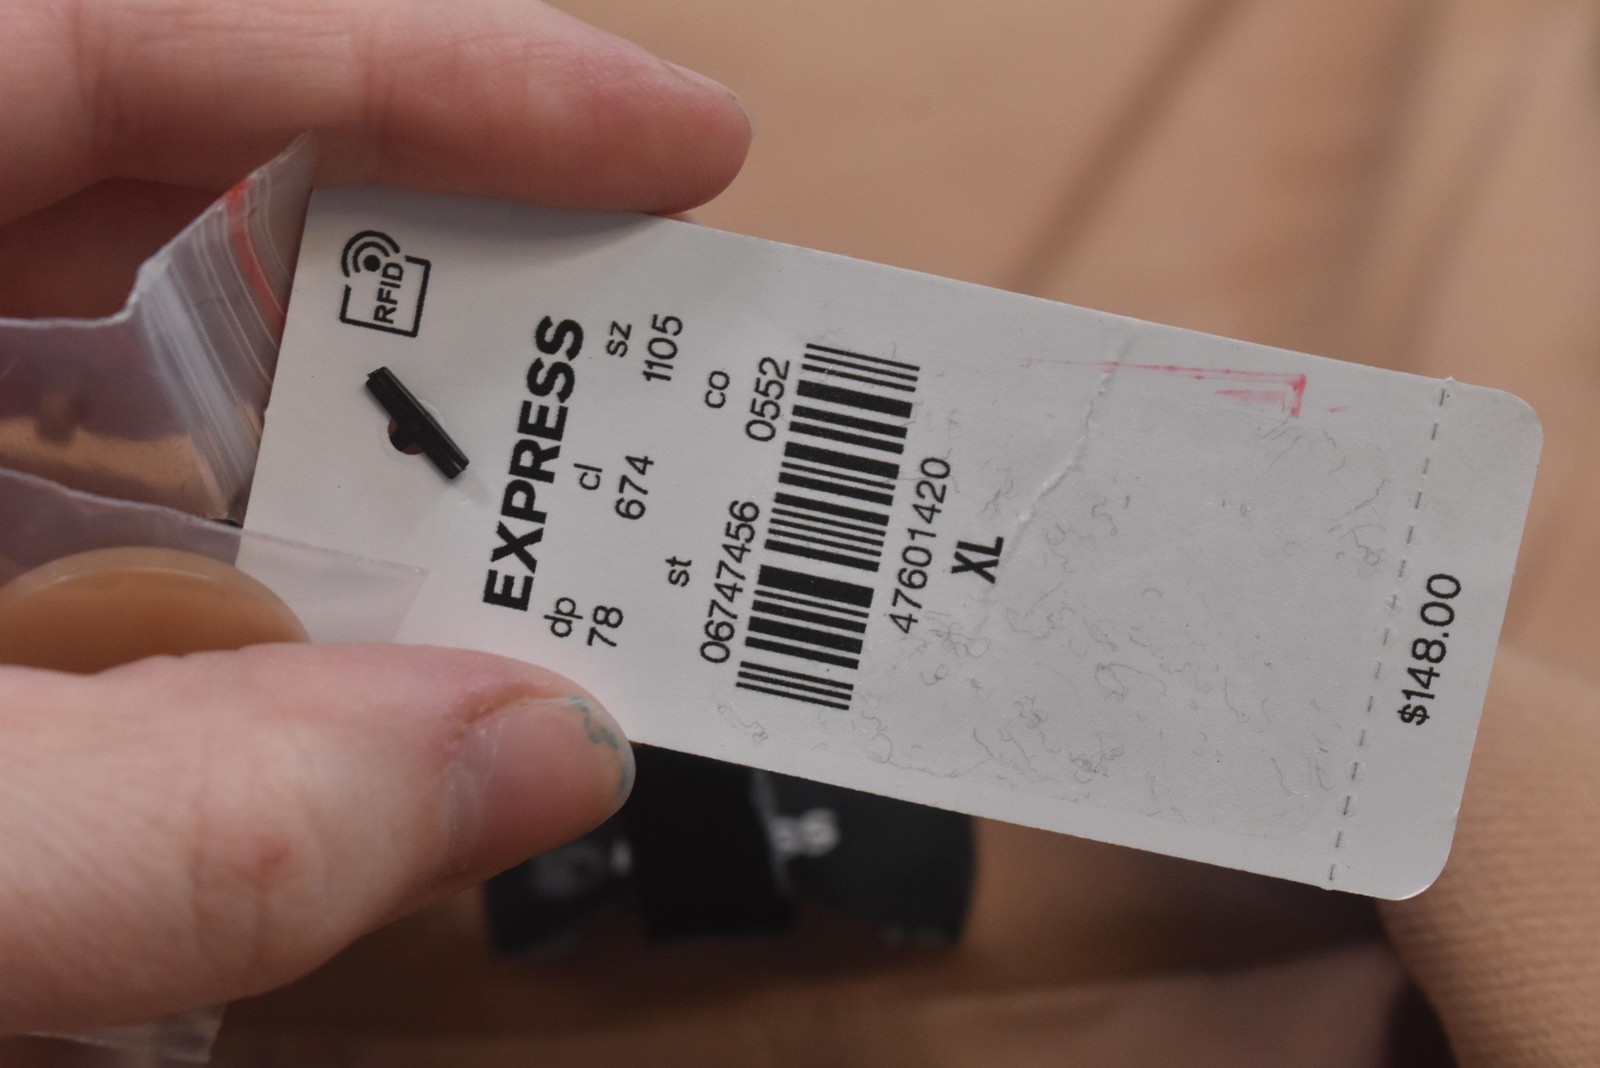 RFID
EXPRESS
dp cl sz
78 674 1105
st co
06747456 0552
47601420
XL
$148.00